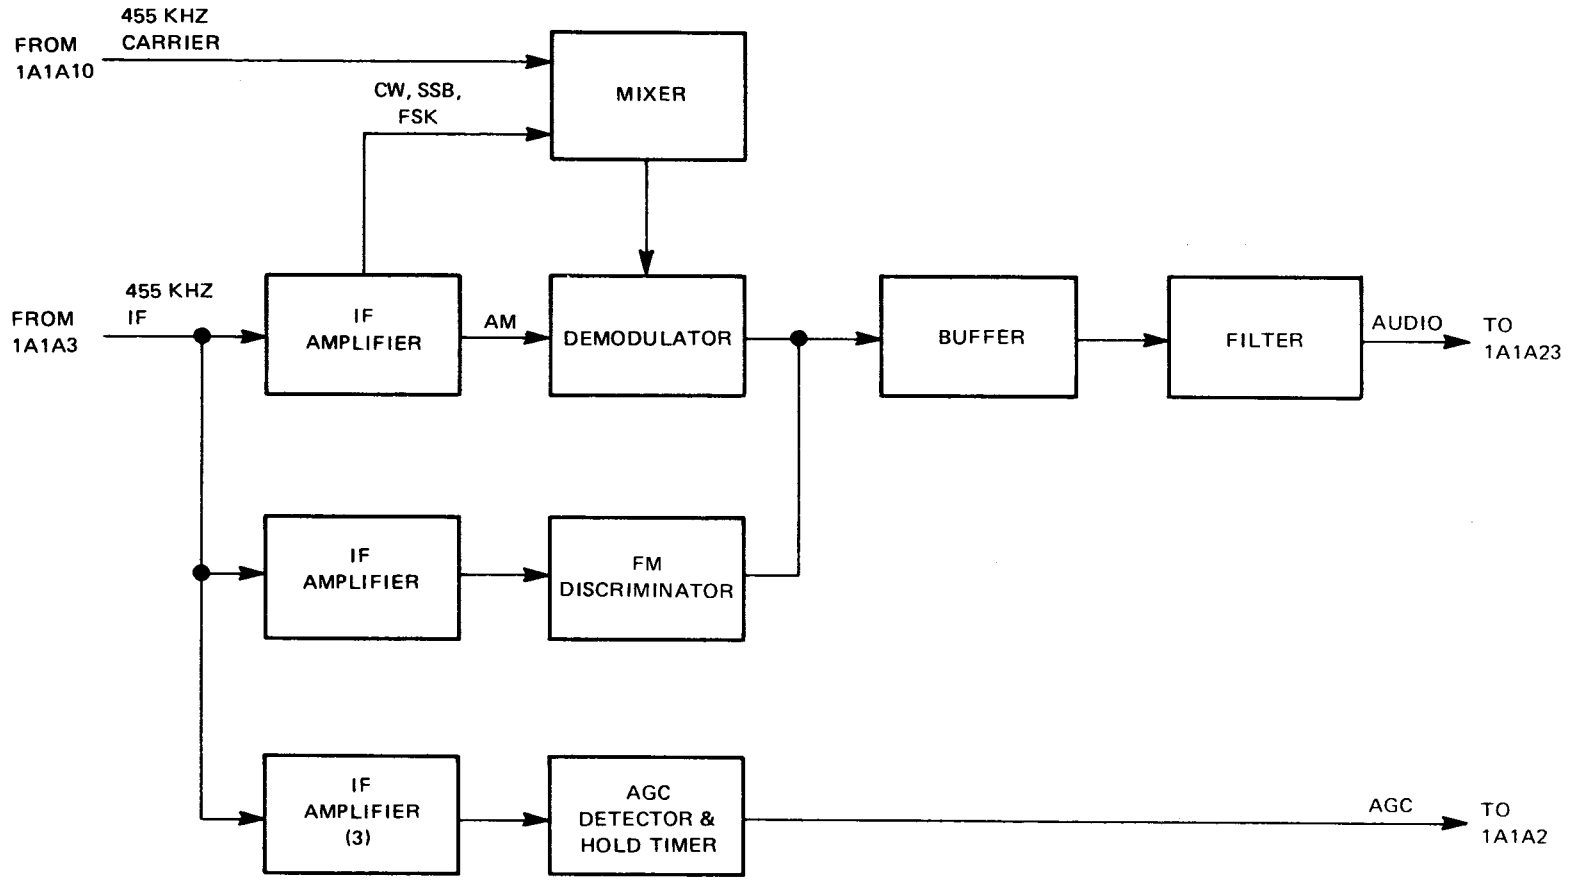 455 KHZ
CARRIER
FROM
1A1A10
CW, SSB,
FSK
MIXER
455 KHZ
IF
FROM
1A1A3
IF
AMPLIFIER
AM
DEMODULATOR
BUFFER
FILTER
AUDIO
TO
1A1A23
IF
AMPLIFIER
FM
DISCRIMINATOR
IF
AMPLIFIER
(3)
AGC
DETECTOR &
HOLD TIMER
AGC
TO
1A1A2